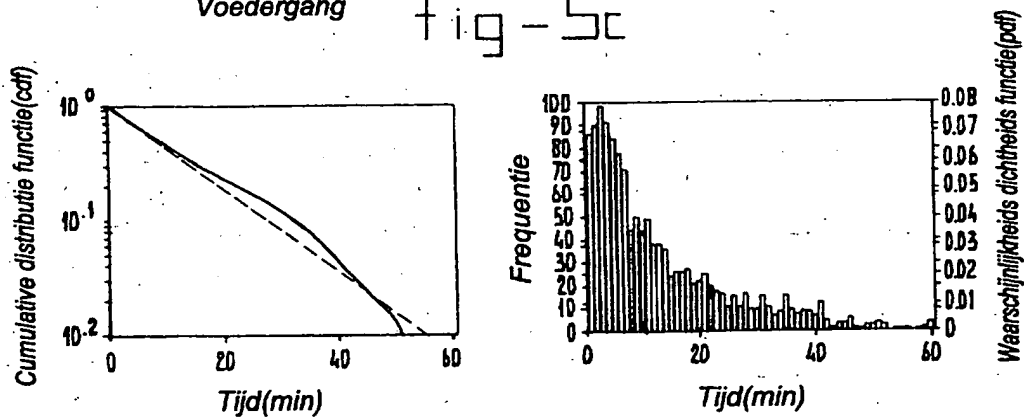 Voedergang
fig-5c
Cumulative distributie functie(cdf)
10 0
10-1
10-2
0 20 40 60
Tijd(min)
Frequentie
100
90
80
70
60
50
40
30
20
10
0
0 20 40 60
Tijd(min)
0.08
0.07
0.06
0.05
0.04
0.03
0.02
0.01
0
Waarschijnlijkheids dichtheids functie(pdf)